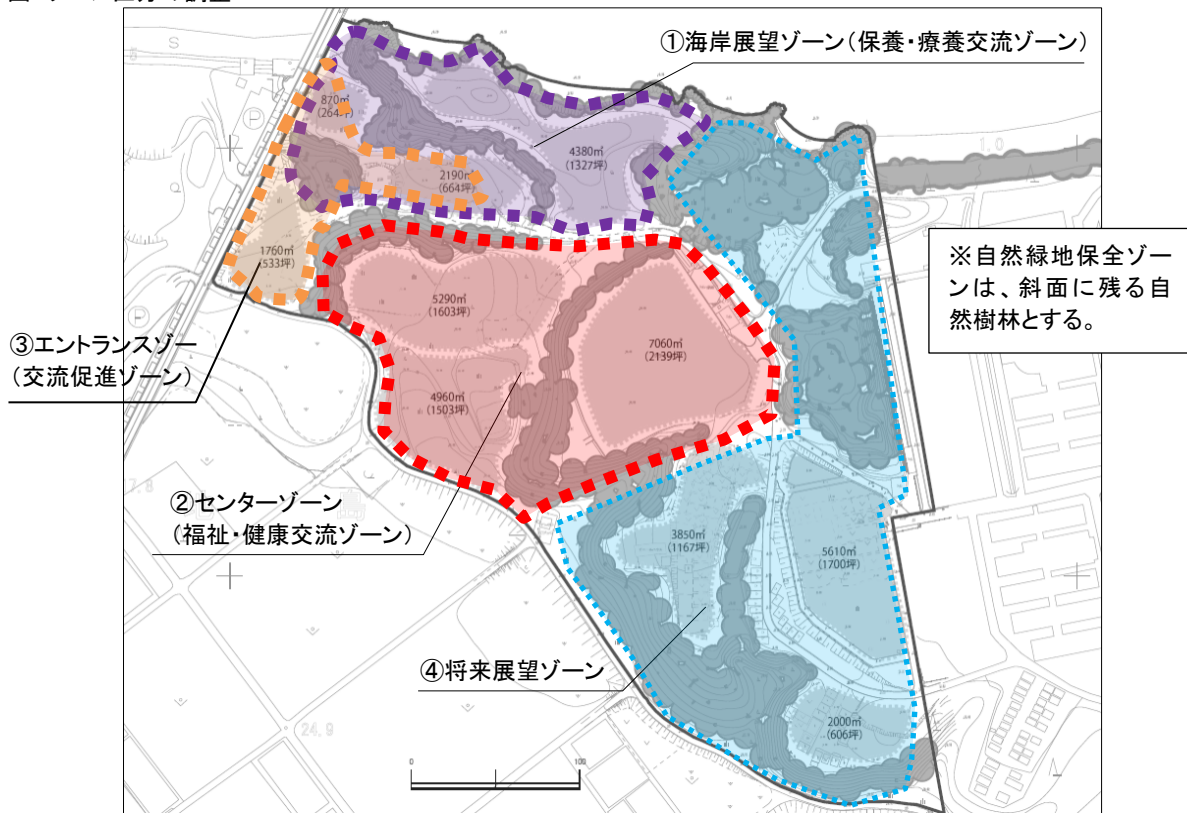 ①海岸展望ゾーン(保養・療養交流ゾーン)
870㎡
(264坪)
4380㎡
(1327坪)
2190㎡
(664坪)
1.0
1760㎡
(533坪)
※自然緑地保全ゾー
ンは、斜面に残る自
然樹林とする。
5290㎡
(1603坪)
7060㎡
(2139坪)
③エントランスゾー
(交流促進ゾーン)
4960㎡
(1503坪)
7.8
②センターゾーン
(福祉・健康交流ゾーン)
3850㎡
(1167坪)
5610㎡
(1700坪)
④将来展望ゾーン
2000㎡
(606坪)
24.9
0
100